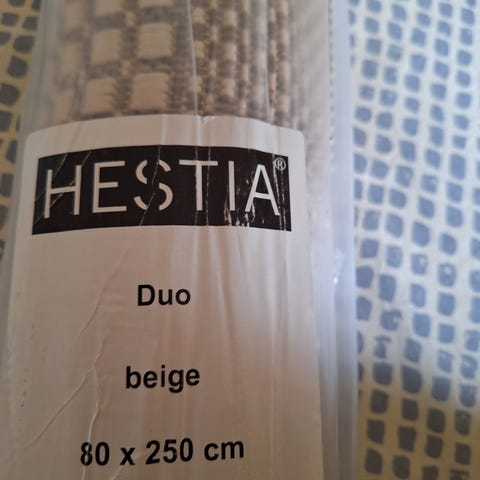 HESTIA®
Duo
beige
80 x 250 cm